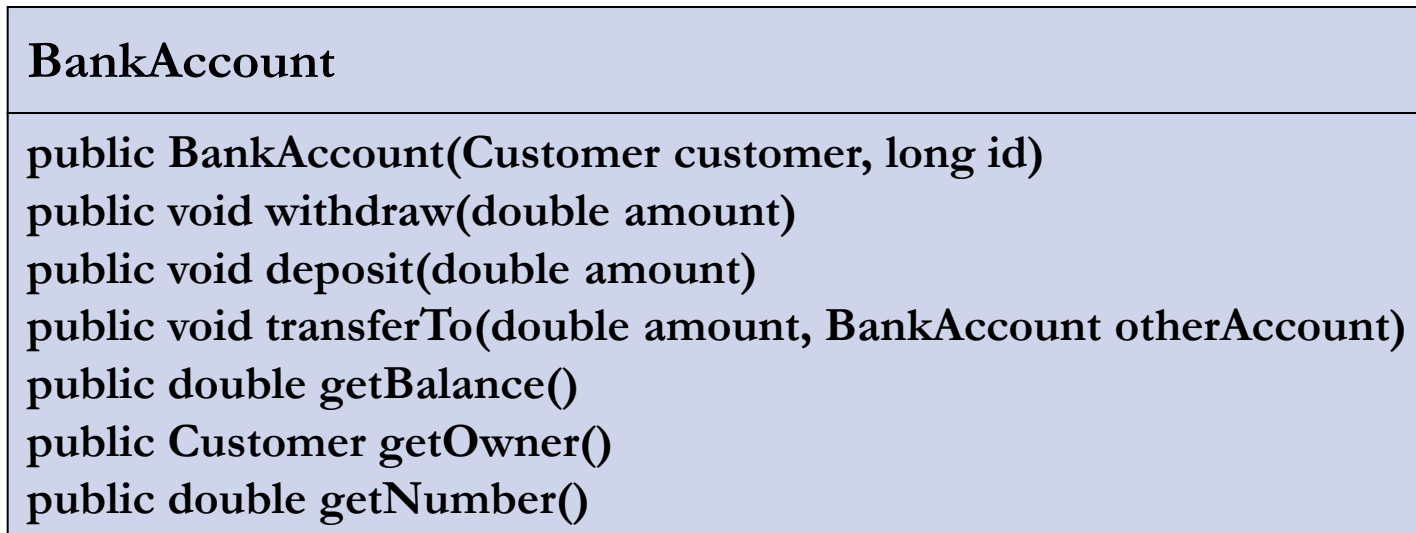 BankAccount
public BankAccount(Customer customer, long id)
public void withdraw(double amount)
public void deposit(double amount)
public void transferTo(double amount, BankAccount otherAccount)
public double getBalance()
public Customer getOwner()
public double getNumber()